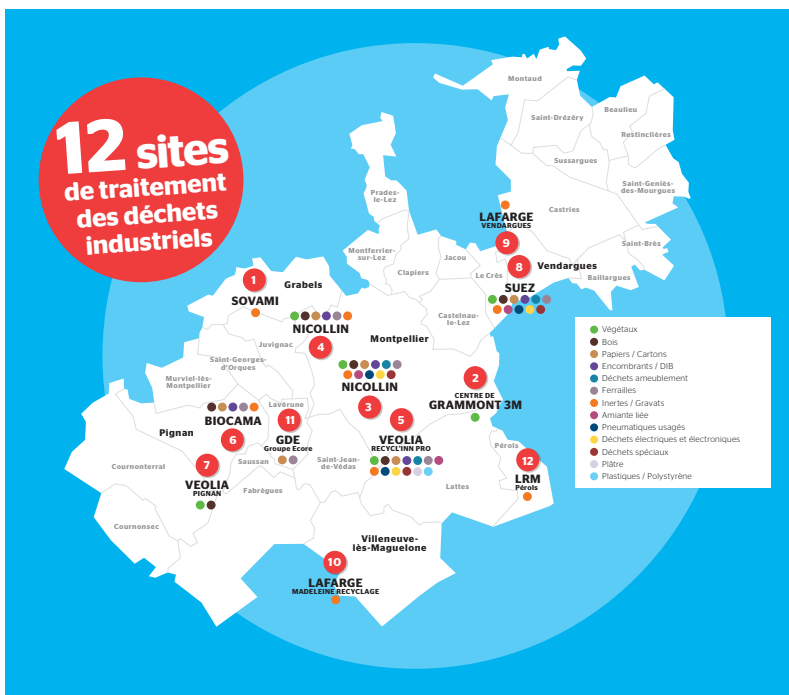 12 sites
de traitement
des déchets
industriels
Montaud
Beaulieu
Saint-Drézéry
Restinclières
Sussargues
Saint-Geniès-
des-Mourgues
Prades-
le-Lez
Castries
LAFARGE
VENDARGUES
9
Saint-Brès
Montferrier-
sur-Lez
Jacou
Clapiers
Le Crès
8
Vendargues
Baillargues
SUEZ
1
Grabels
SOVAMI
NICOLLIN
4
Castelnau-
le-Lez
Montpellier
Juvignac
Saint-Georges-
d'Orques
Murviel-lès-
Montpellier
NICOLLIN
3
2
CENTRE DE
GRAMMONT 3M
BIOCAMA
6
Lavérune
11
GDE
Groupe Ecore
5
VEOLIA
RECYCL'INN PRO
Pignan
Cournonterral
7
VEOLIA
PIGNAN
Saussan
Saint-Jean-
de-Védas
Fabrègues
Lattes
Pérols
12
LRM
Pérols
Cournonsec
Villeneuve-
lès-Maguelone
10
LAFARGE
MADELEINE RECYCLAGE
Végétaux
Bois
Papiers / Cartons
Encombrants / DIB
Déchets ameublement
Ferrailles
Inertes / Gravats
Amiante liée
Pneumatiques usagés
Déchets électriques et électroniques
Déchets spéciaux
Plâtre
Plastiques / Polystyrène